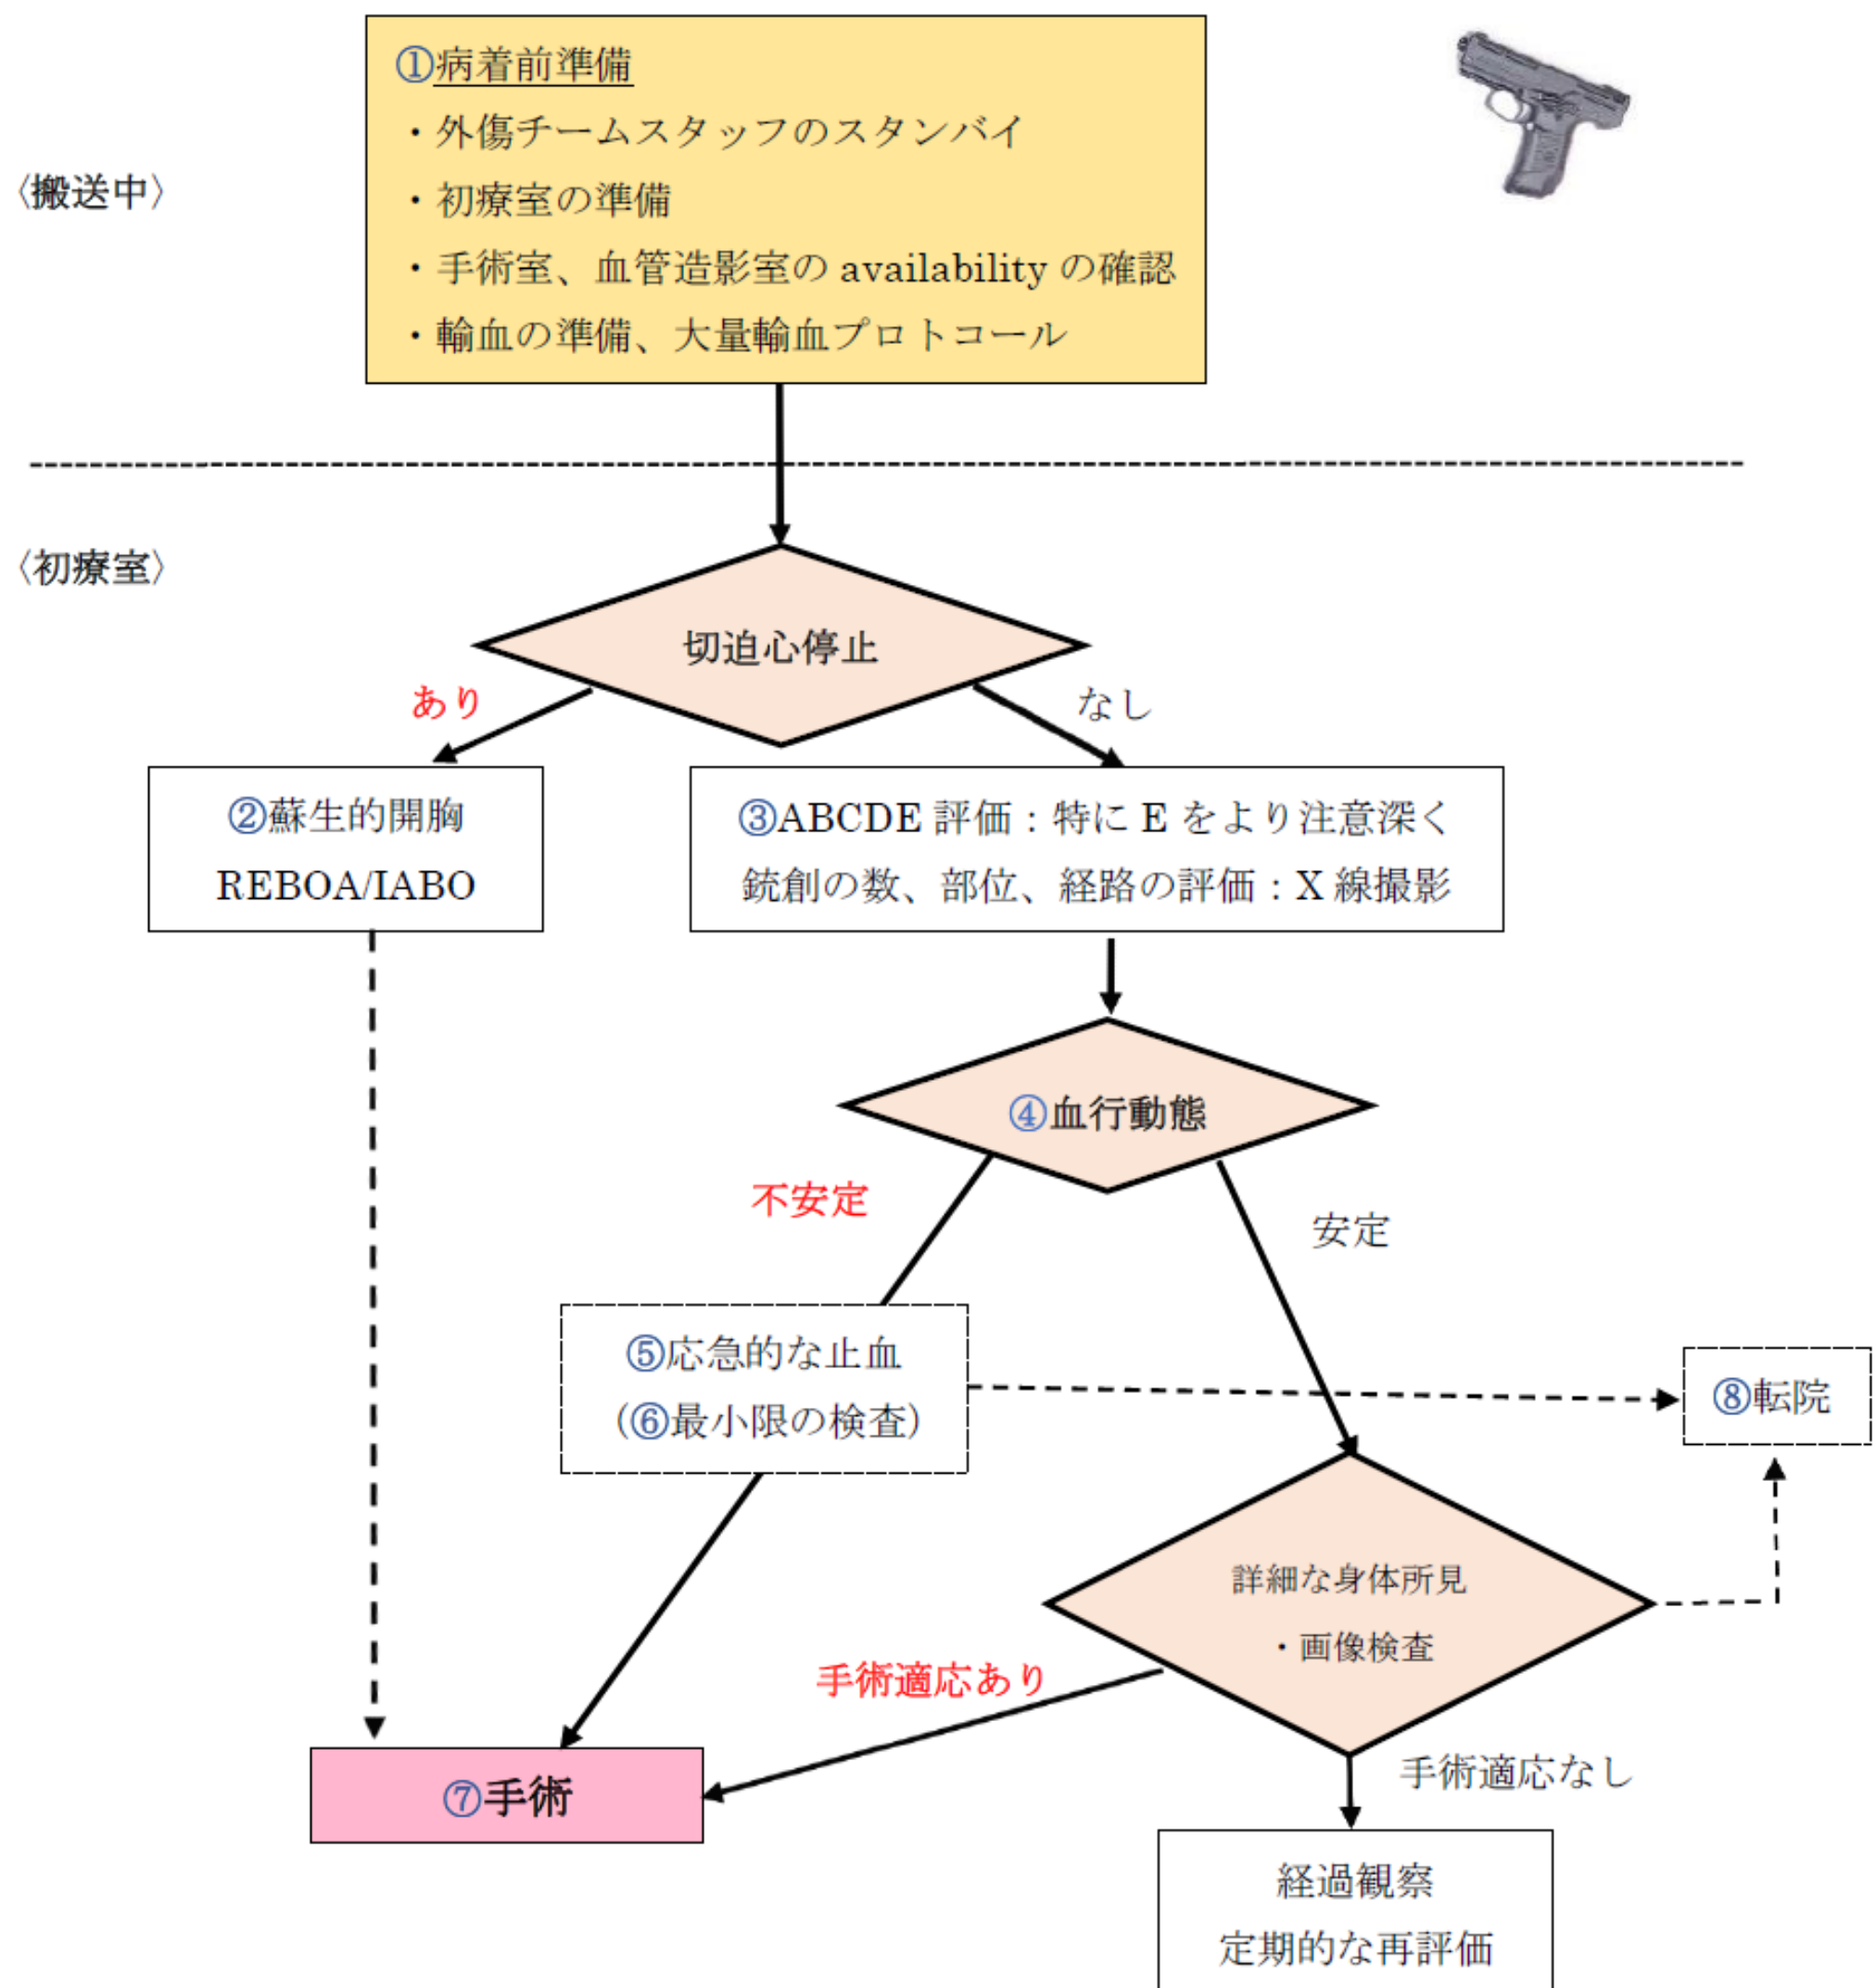 ①病着前準備
・外傷チームスタッフのスタンバイ
〈搬送中〉
・初療室の準備
・手術室、血管造影室の availability の確認
・輸血の準備、大量輸血プロトコール
〈初療室〉
切迫心停止
あり
なし
②蘇生的開胸
REBOA/IABO
③ABCDE 評価：特に E をより注意深く
銃創の数、部位、経路の評価：X 線撮影
④血行動態
不安定
安定
⑤応急的な止血
(⑥最小限の検査)
⑧転院
詳細な身体所見
・画像検査
手術適応あり
手術適応なし
⑦手術
経過観察
定期的な再評価